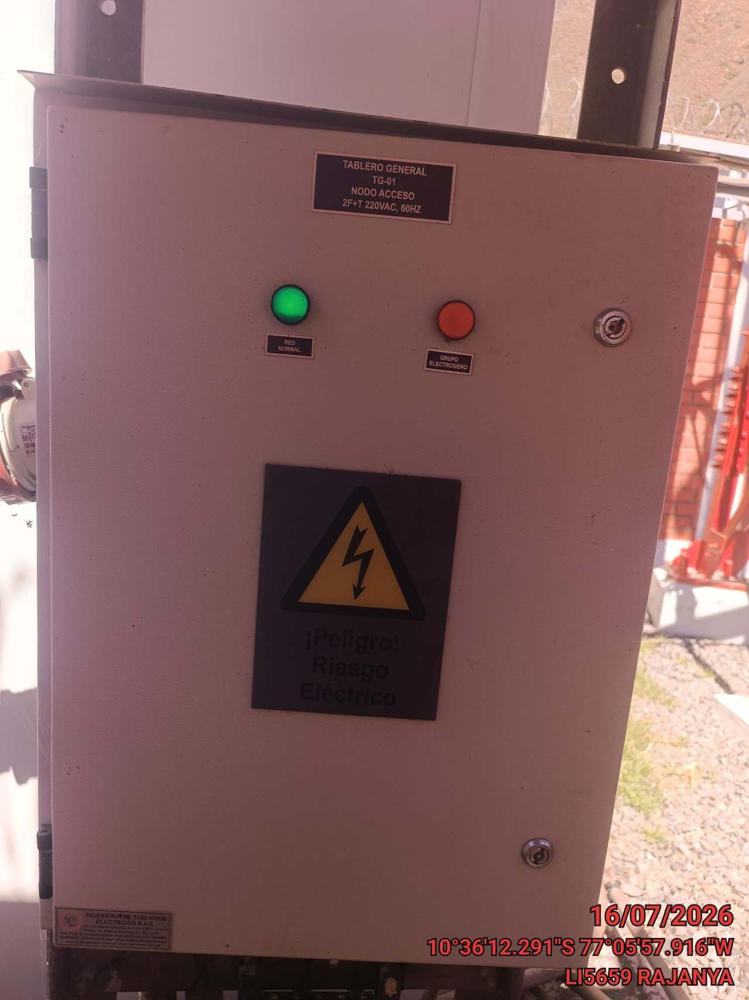 TABLERO GENERAL
TG-01
NODO ACCESO
2F+T 220VAC, 60HZ
RED
NORMAL
GRUPO
ELECTROGENO
¡Peligro!
Riesgo
Eléctrico
INGENIERIA DE TABLEROS
ELECTRICOS S.A.C
16/07/2026
10°36'12.291"S 77°05'57.916"W
LI5659 RAJANYA